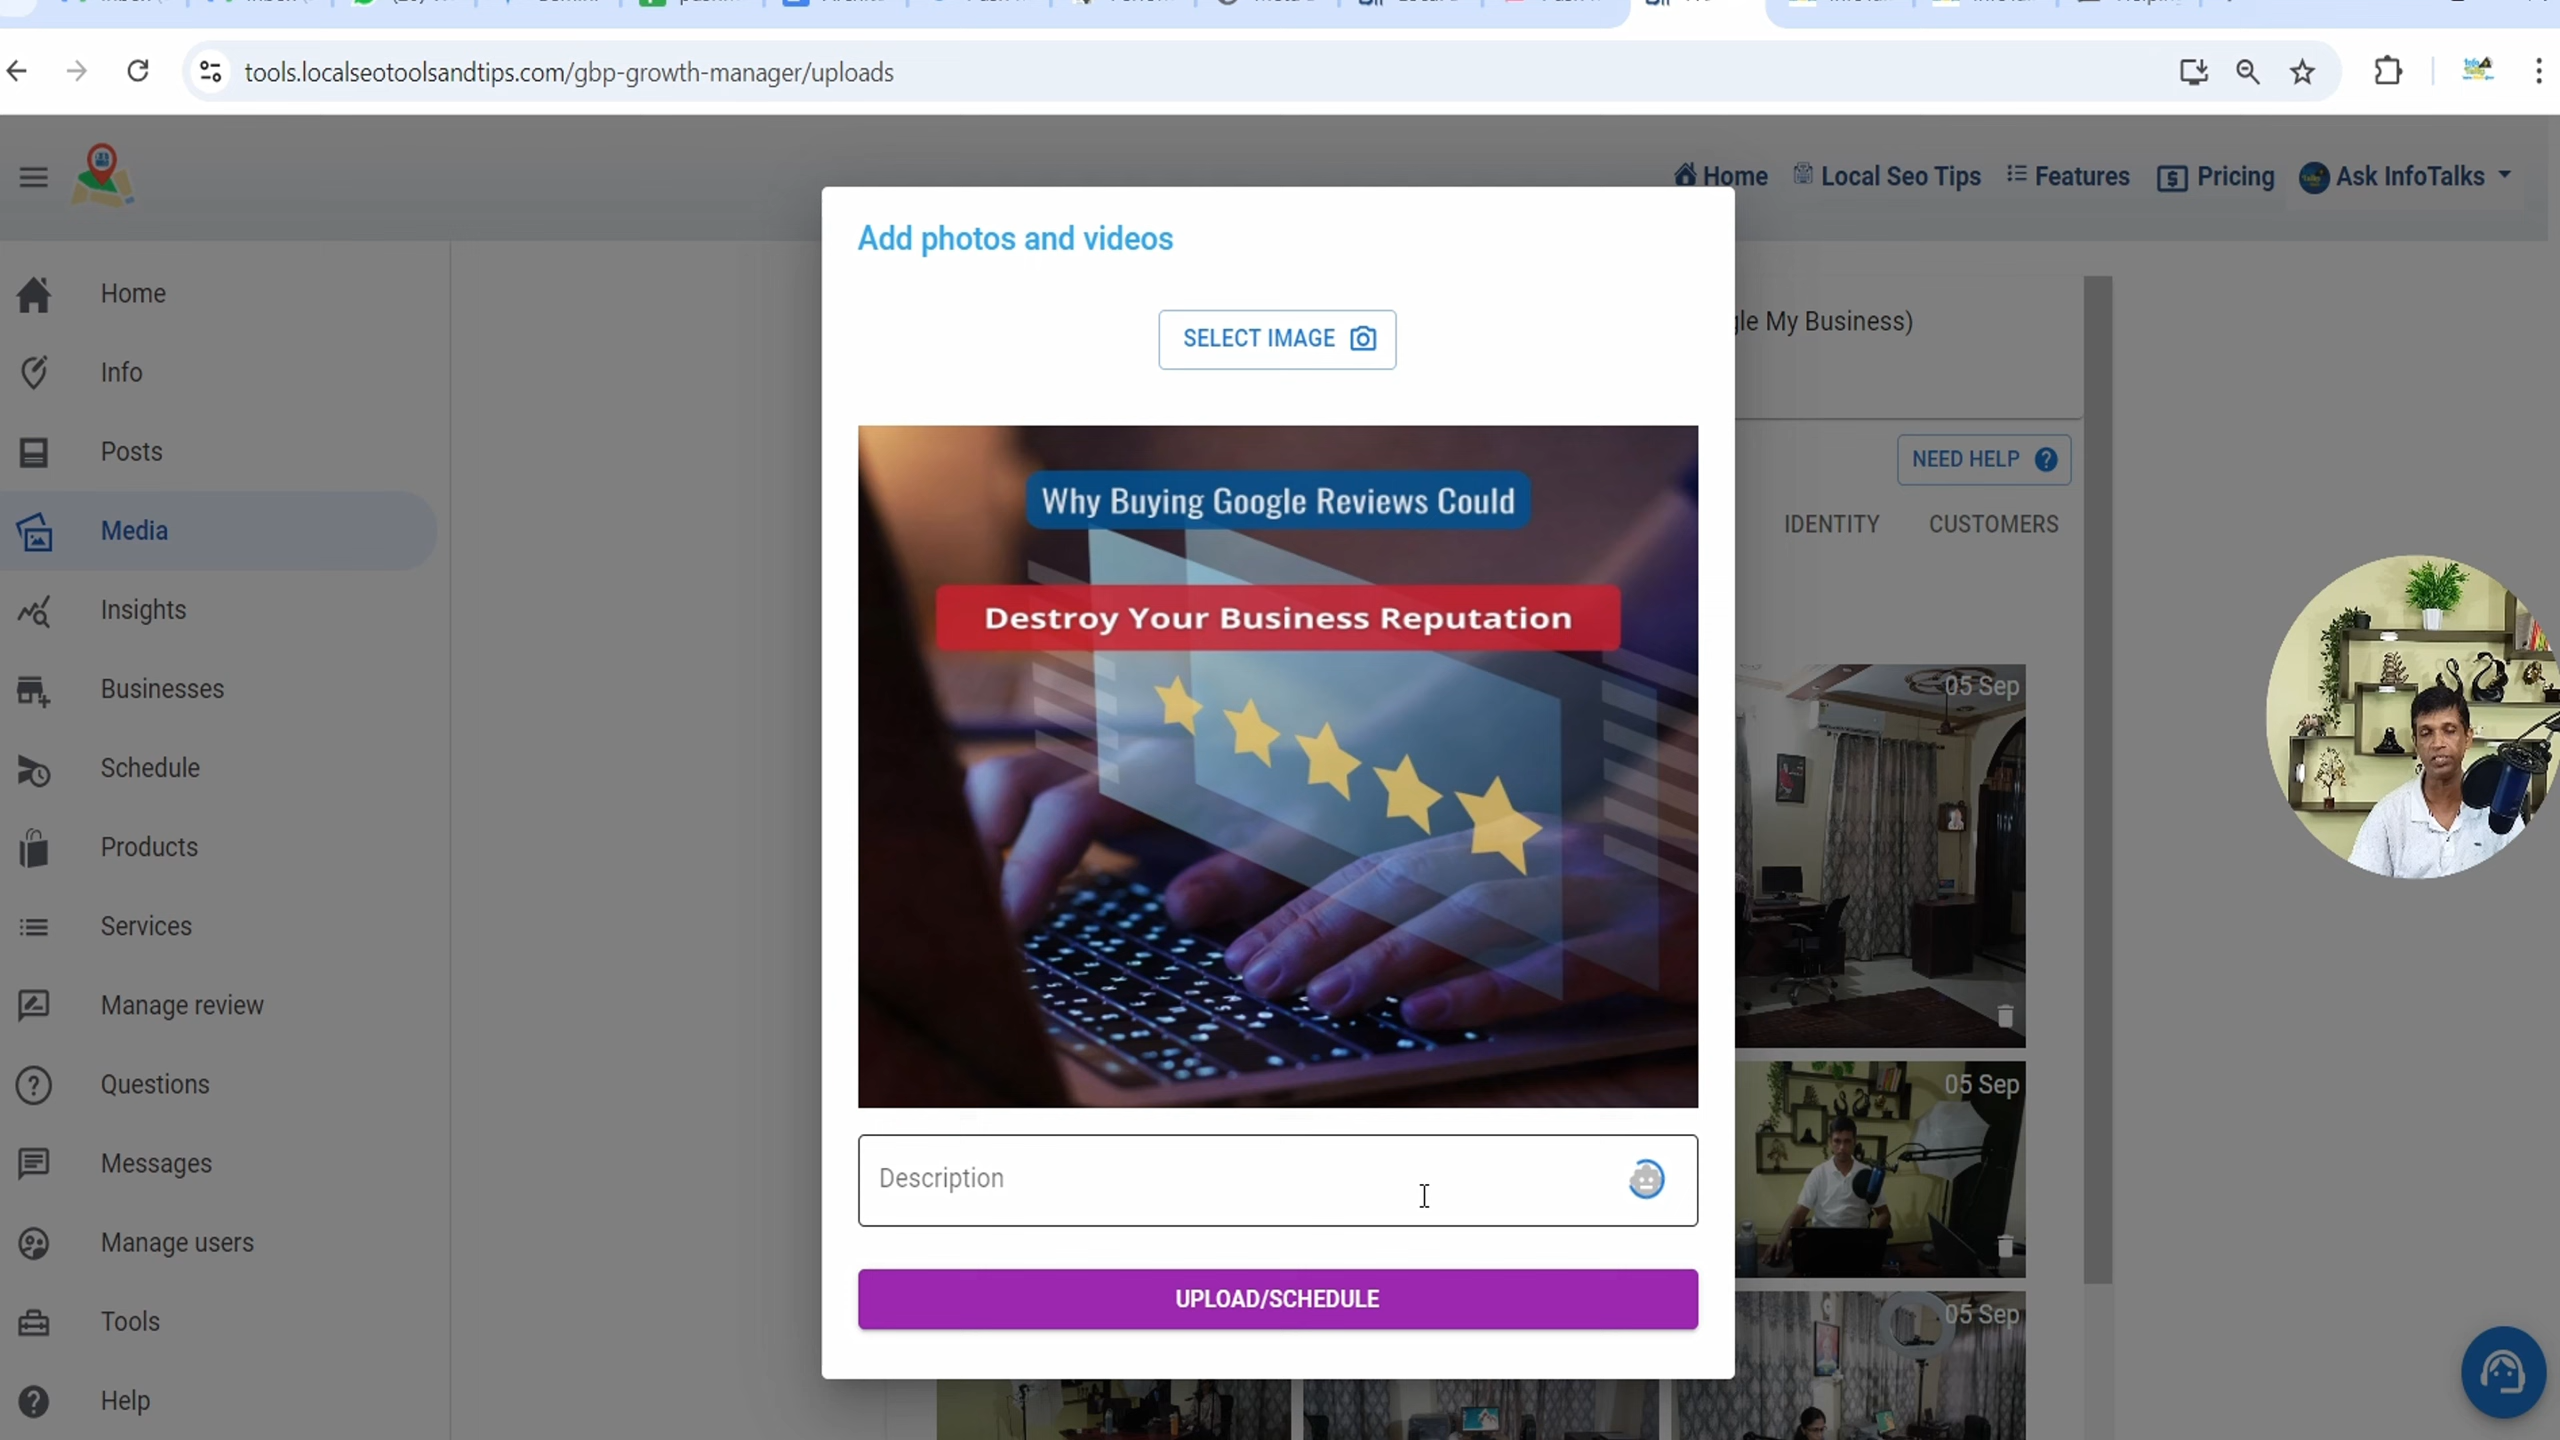 tools.localseotoolsandtips.com/gbp-growth-manager/uploads
Home
Local Seo Tips
Features
Pricing
Ask InfoTalks
Home
Info
Posts
Media
Insights
Businesses
Schedule
Products
Services
Manage review
Questions
Messages
Manage users
Tools
Help
Add photos and videos
SELECT IMAGE
Why Buying Google Reviews Could
Destroy Your Business Reputation
Description
UPLOAD/SCHEDULE
My Business)
NEED HELP
IDENTITY
CUSTOMERS
05 Sep
05 Sep
05 Sep